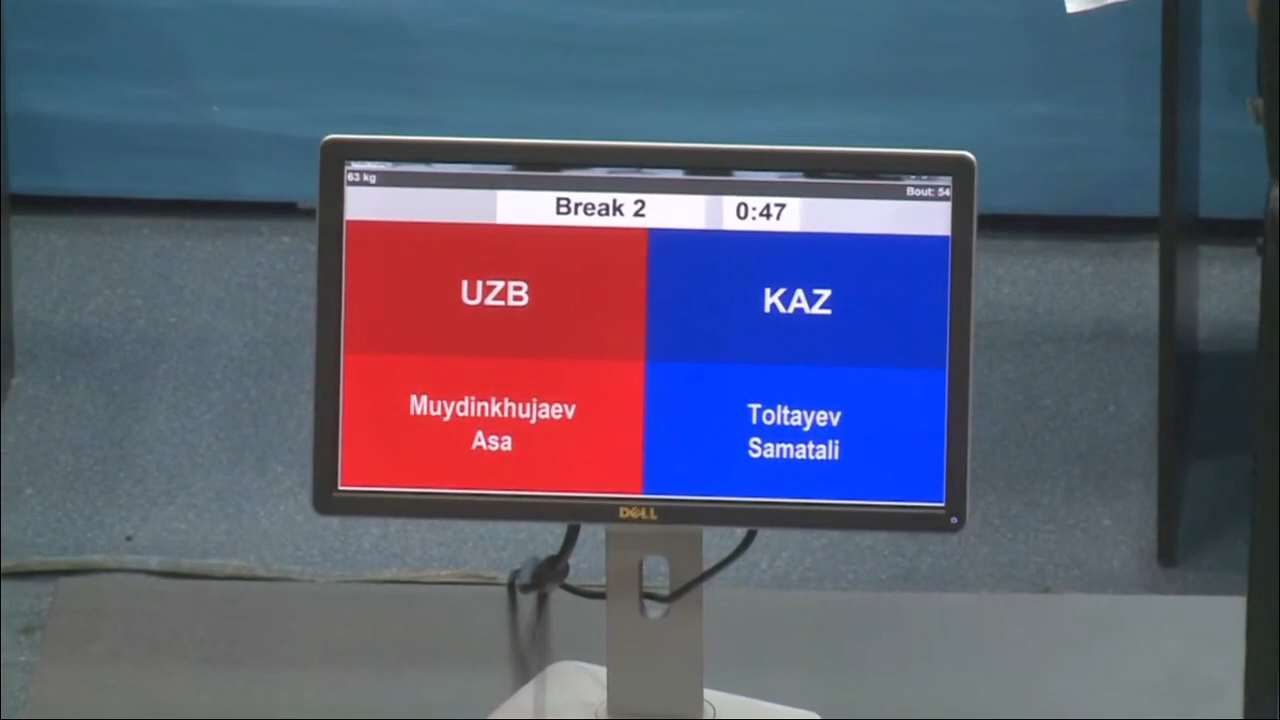 63 kg
Bout: 54
Break 2
0:47
UZB
KAZ
Muydinkhujaev
Asa
Toltayev
Samatali
DELL